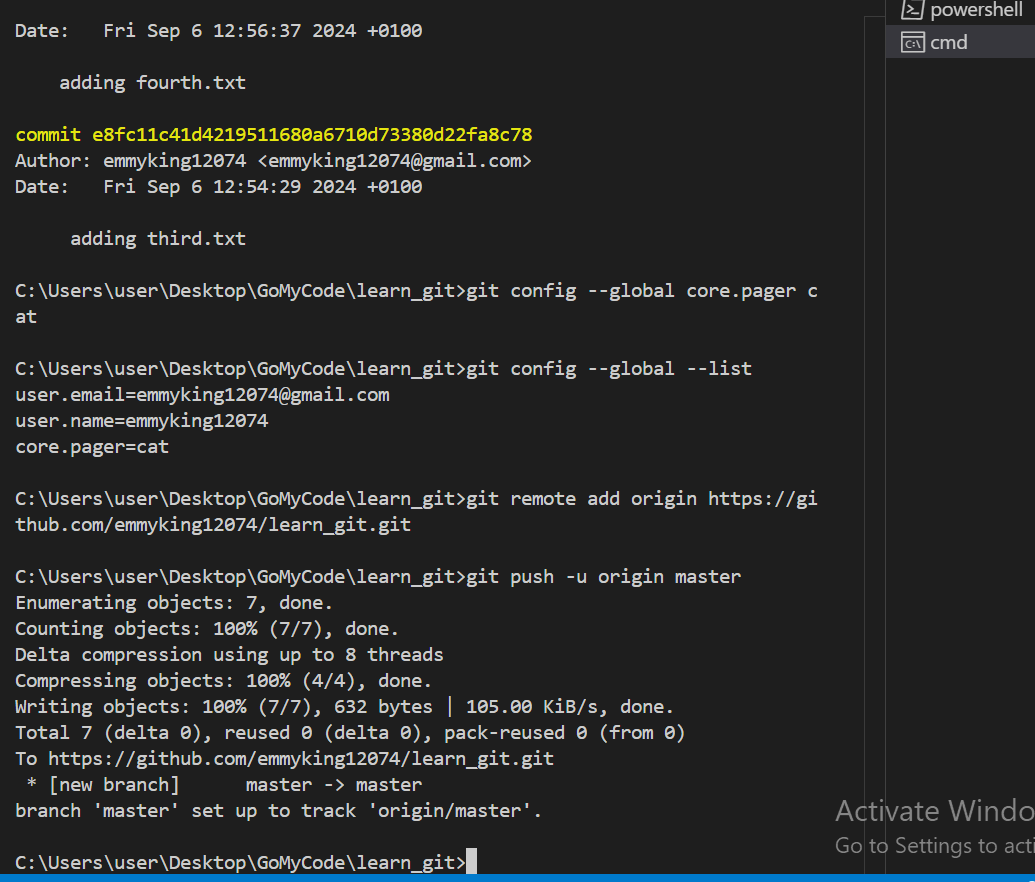 powershell
cmd
Date:   Fri Sep 6 12:56:37 2024 +0100
    adding fourth.txt
commit e8fc11c41d4219511680a6710d73380d22fa8c78
Author: emmyking12074 <emmyking12074@gmail.com>
Date:   Fri Sep 6 12:54:29 2024 +0100
     adding third.txt
C:\Users\user\Desktop\GoMyCode\learn_git>git config --global core.pager c
at
C:\Users\user\Desktop\GoMyCode\learn_git>git config --global --list
user.email=emmyking12074@gmail.com
user.name=emmyking12074
core.pager=cat
C:\Users\user\Desktop\GoMyCode\learn_git>git remote add origin https://gi
thub.com/emmyking12074/learn_git.git
C:\Users\user\Desktop\GoMyCode\learn_git>git push -u origin master
Enumerating objects: 7, done.
Counting objects: 100% (7/7), done.
Delta compression using up to 8 threads
Compressing objects: 100% (4/4), done.
Writing objects: 100% (7/7), 632 bytes | 105.00 KiB/s, done.
Total 7 (delta 0), reused 0 (delta 0), pack-reused 0 (from 0)
To https://github.com/emmyking12074/learn_git.git
 * [new branch]      master -> master
branch 'master' set up to track 'origin/master'.
C:\Users\user\Desktop\GoMyCode\learn_git>
Activate Windo
Go to Settings to acti